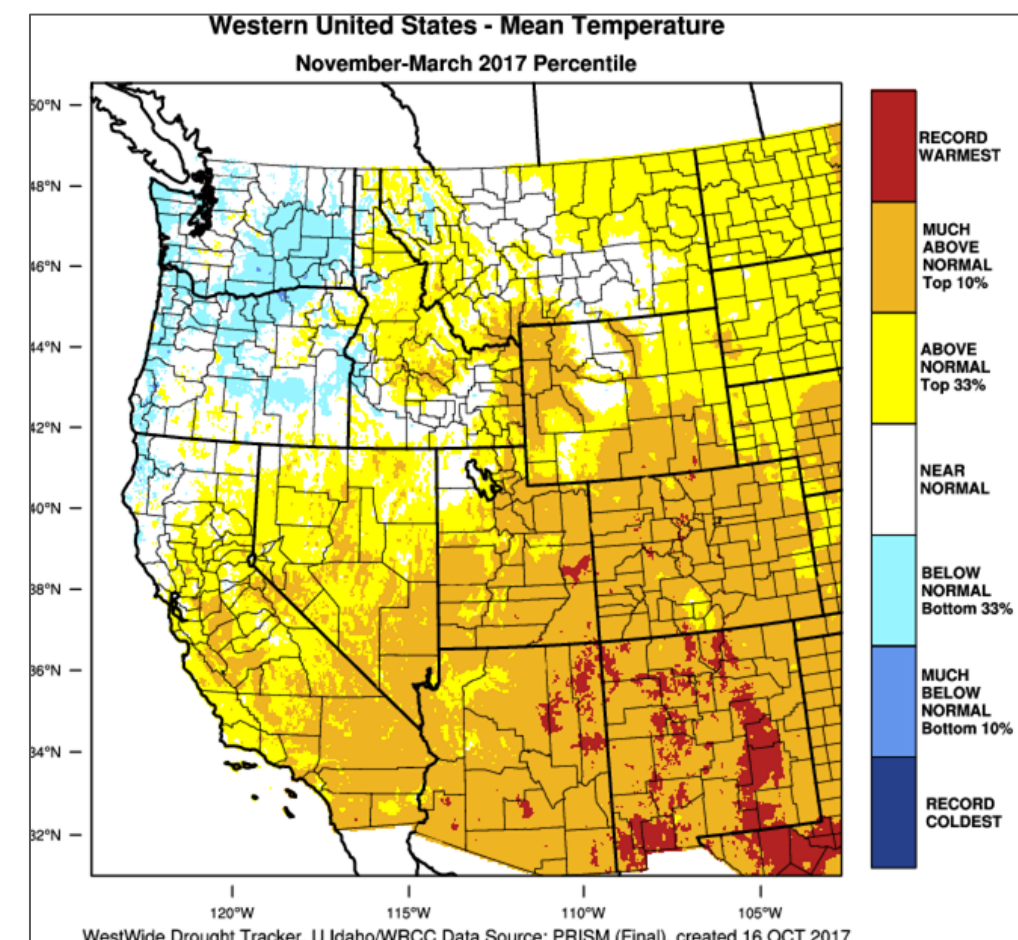 Western United States - Mean Temperature
November-March 2017 Percentile
50°N
48°N
46°N
44°N
42°N
40°N
38°N
36°N
34°N
32°N
120°W
115°W
110°W
105°W
RECORD
WARMEST
MUCH
ABOVE
NORMAL
Top 10%
ABOVE
NORMAL
Top 33%
NEAR
NORMAL
BELOW
NORMAL
Bottom 33%
MUCH
BELOW
NORMAL
Bottom 10%
RECORD
COLDEST
WestWide Drought Tracker, U Idaho/WRCC Data Source: PRISM (Final), created 16 OCT 2017